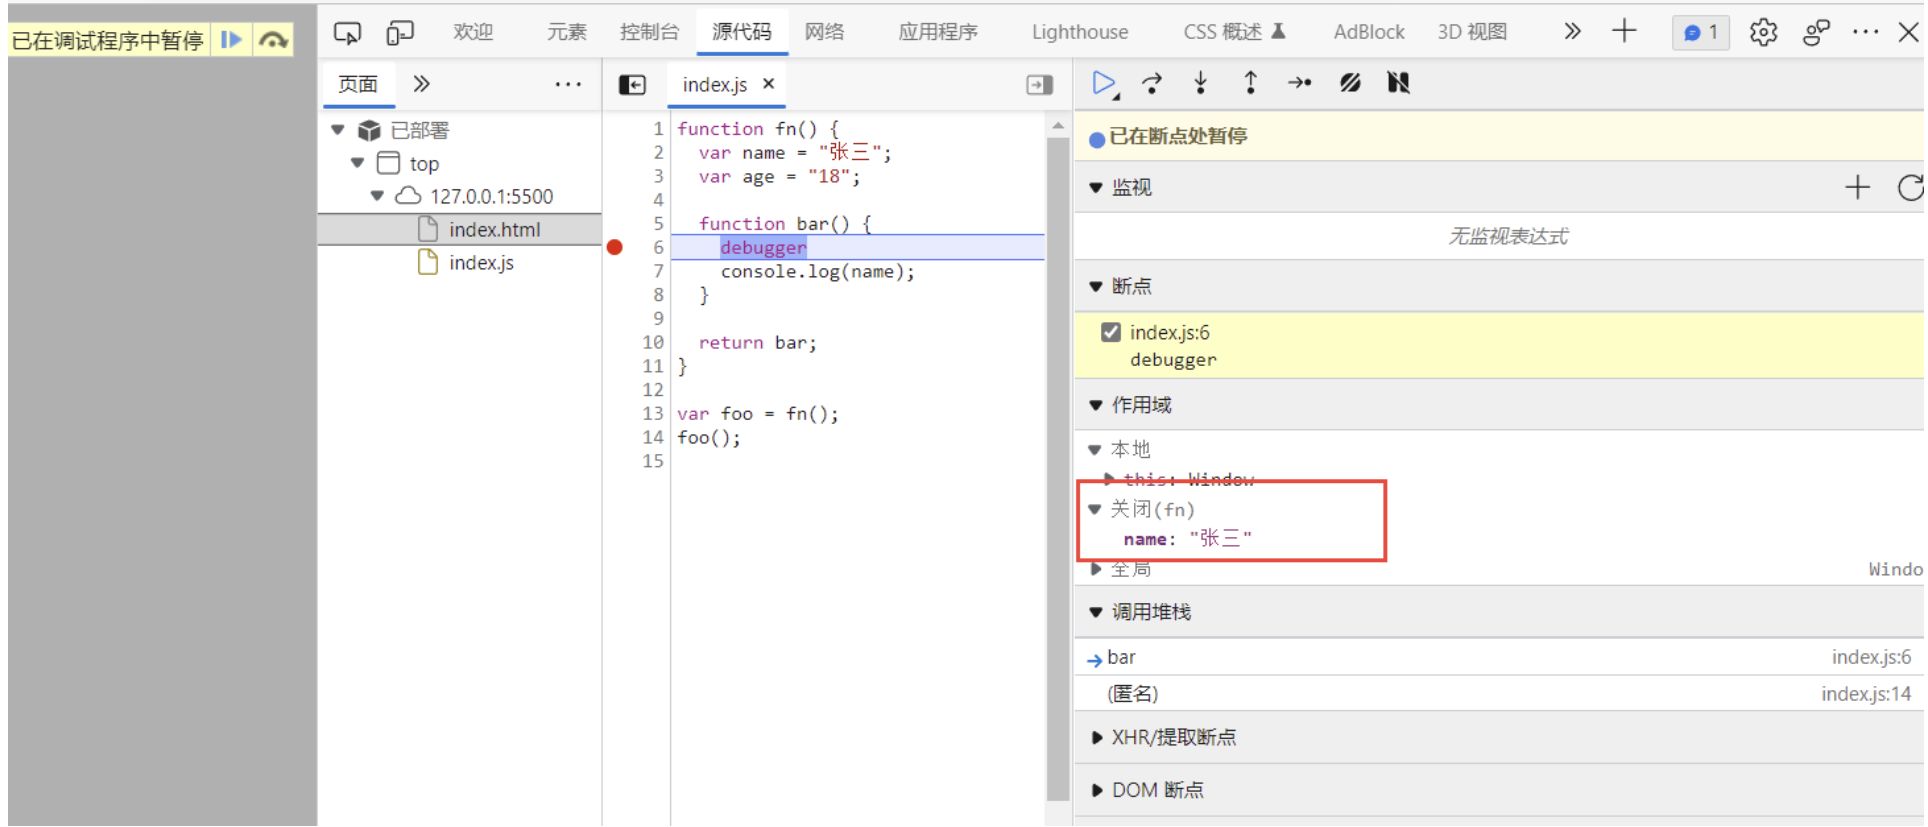 已在调试程序中暂停
欢迎 元素 控制台 源代码 网络 应用程序 Lighthouse CSS 概述 AdBlock 3D 视图 1
页面
index.js
已部署
top
127.0.0.1:5500
index.html
index.js
1 function fn() {
2 var name = "张三";
3 var age = "18";
4
5 function bar() {
6 debugger
7 console.log(name);
8 }
9
10 return bar;
11 }
12
13 var foo = fn();
14 foo();
15
已在断点处暂停
监视
无监视表达式
断点
index.js:6
debugger
作用域
本地
this: Window
关闭(fn)
name: "张三"
全局 Windo
调用堆栈
bar index.js:6
(匿名) index.js:14
XHR/提取断点
DOM 断点